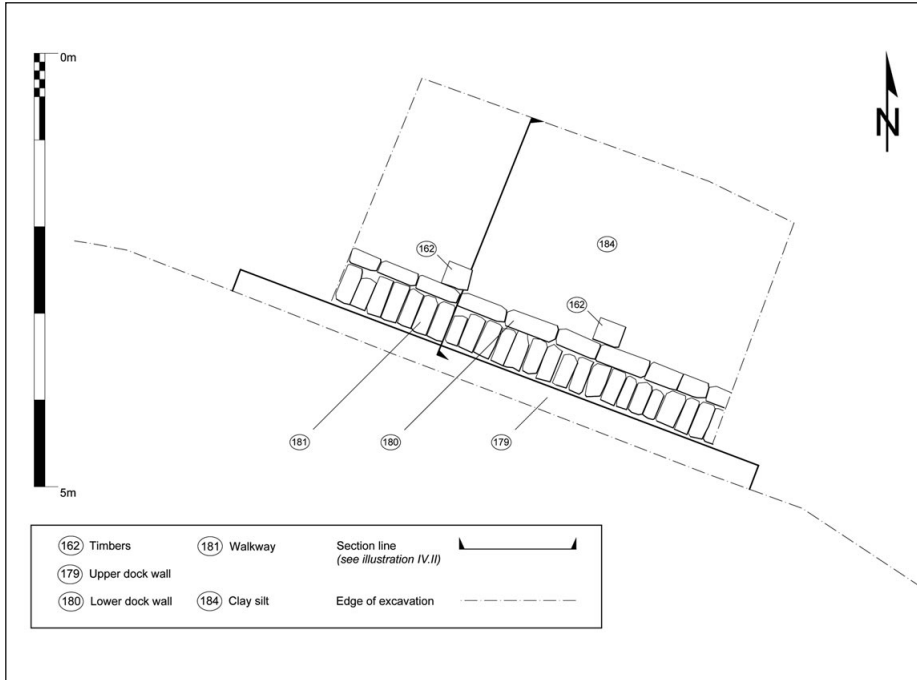 0m
N
162
184
162
181
180
179
5m
162 Timbers
181 Walkway
Section line
(see illustration IV.II)
179 Upper dock wall
180 Lower dock wall
184 Clay silt
Edge of excavation